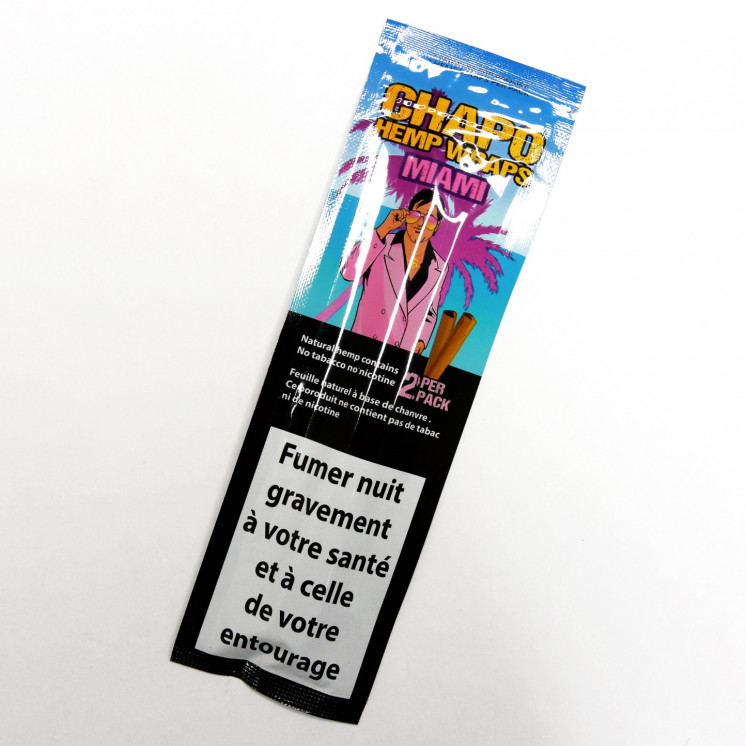 CHAPO
HEMP WRAPS
MIAMI
Natural hemp contains
No tabacco no nicotine
2 PER
PACK
Feuille naturel à base de chanvre .
Ce poroduit ne contient pas de tabac
ni de nicotine
Fumer nuit
gravement
à votre santé
et à celle
de votre
entourage